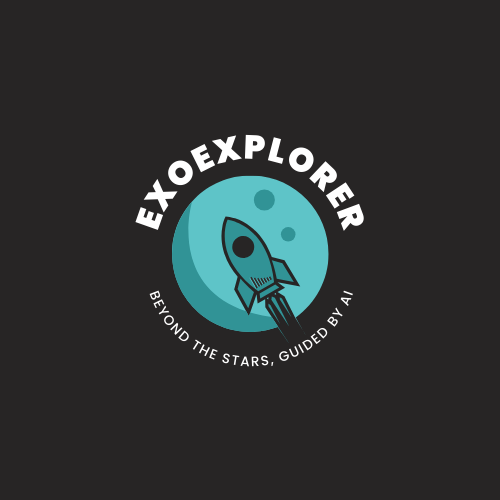 EXOEXPLORER
BEYOND THE STARS, GUIDED BY AI